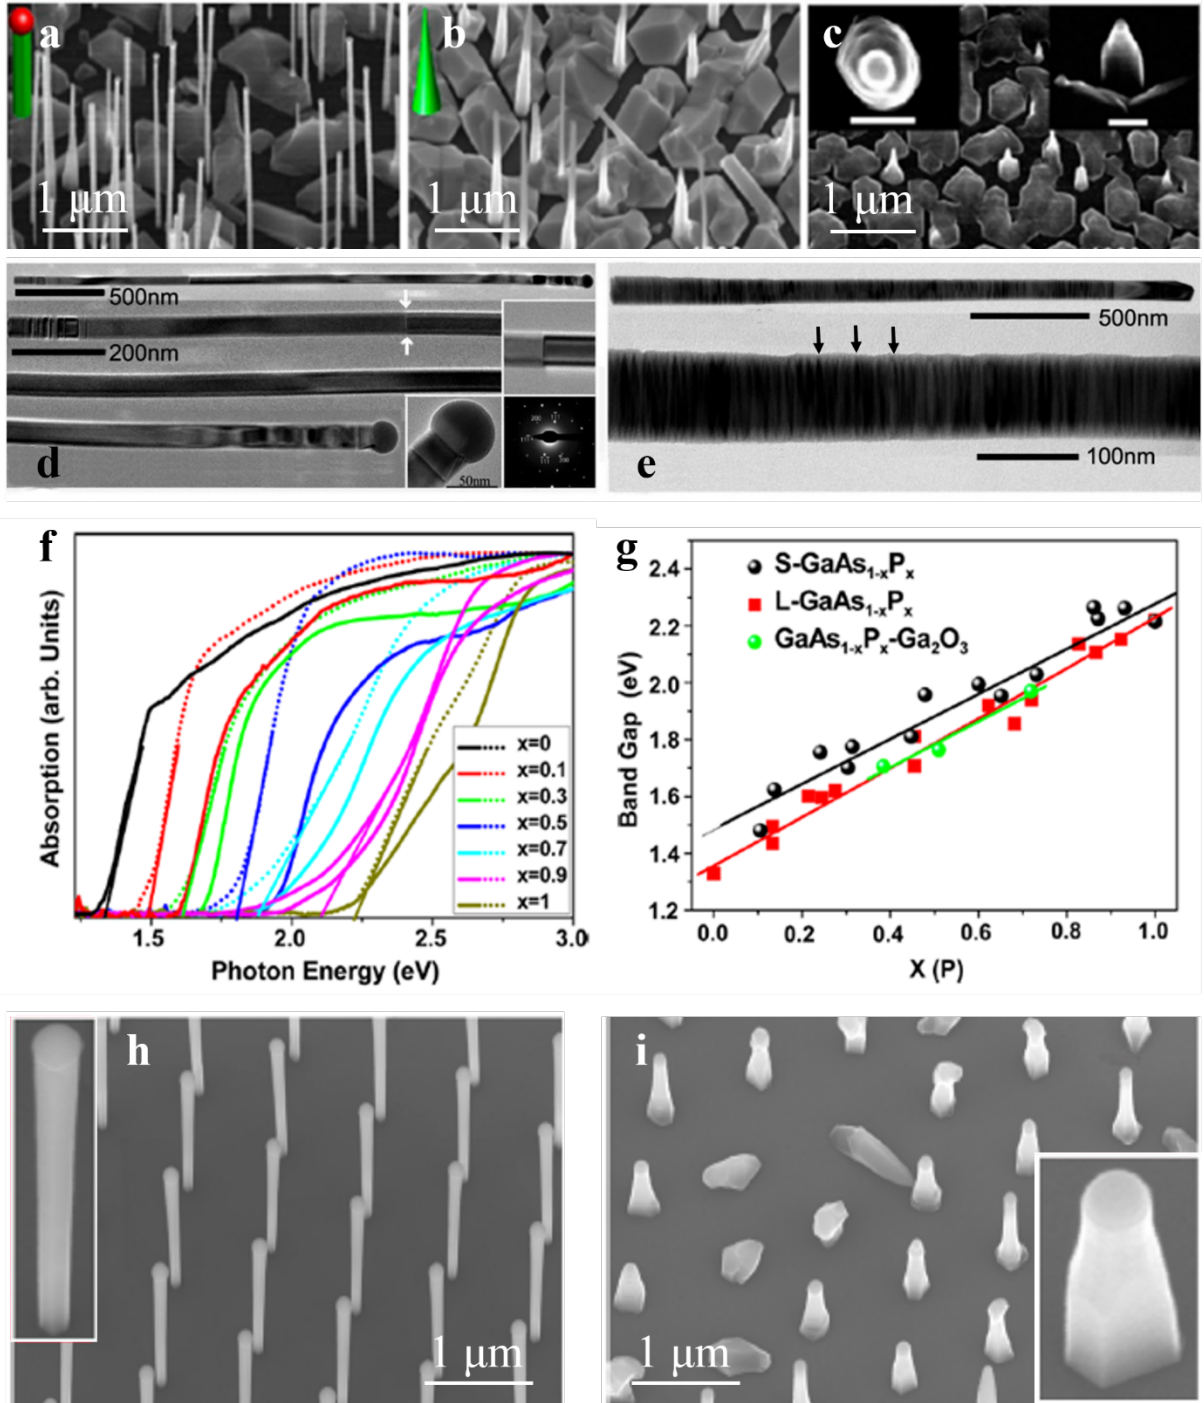 a
b
c
1 μm
1 μm
1 μm
500nm
200nm
d
50nm
500nm
e
100nm
f
Absorption (arb. Units)
x=0
x=0.1
x=0.3
x=0.5
x=0.7
x=0.9
x=1
1.5 2.0 2.5 3.0
Photon Energy (eV)
g
S-GaAs1-xPx
L-GaAs1-xPx
GaAs1-xPx-Ga2O3
Band Gap (eV)
2.4
2.2
2.0
1.8
1.6
1.4
1.2
0.0 0.2 0.4 0.6 0.8 1.0
X (P)
h
1 μm
i
1 μm